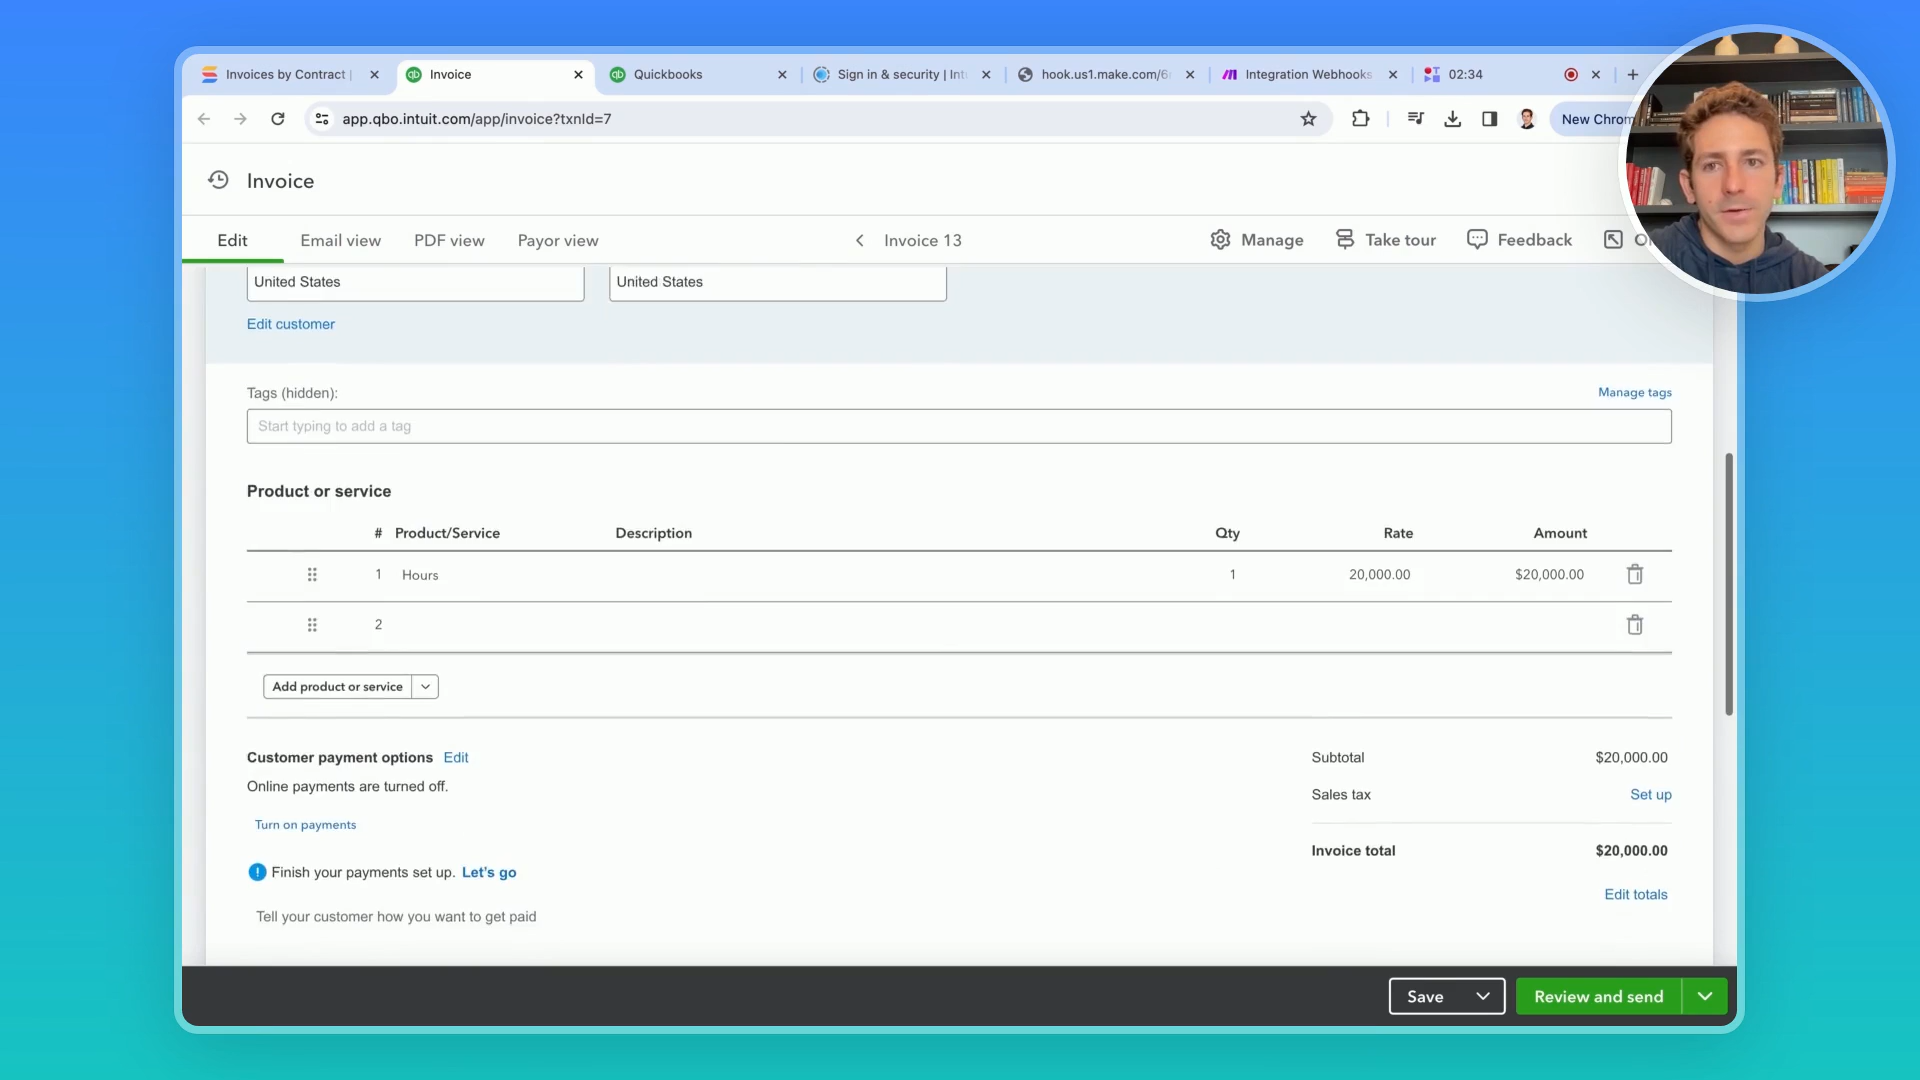 Invoices by Contract |
Invoice
Quickbooks
Sign in & security | Int
hook.us1.make.com/6
Integration Webhooks
02:34
app.qbo.intuit.com/app/invoice?txnId=7
New Chrom
Invoice
Edit
Email view
PDF view
Payor view
Invoice 13
Manage
Take tour
Feedback
United States
United States
Edit customer
Tags (hidden):
Manage tags
Start typing to add a tag
Product or service
# Product/Service Description Qty Rate Amount
1 Hours 1 20,000.00 $20,000.00
2
Add product or service
Customer payment options Edit
Online payments are turned off.
Turn on payments
Finish your payments set up. Let's go
Tell your customer how you want to get paid
Subtotal $20,000.00
Sales tax Set up
Invoice total $20,000.00
Edit totals
Save
Review and send